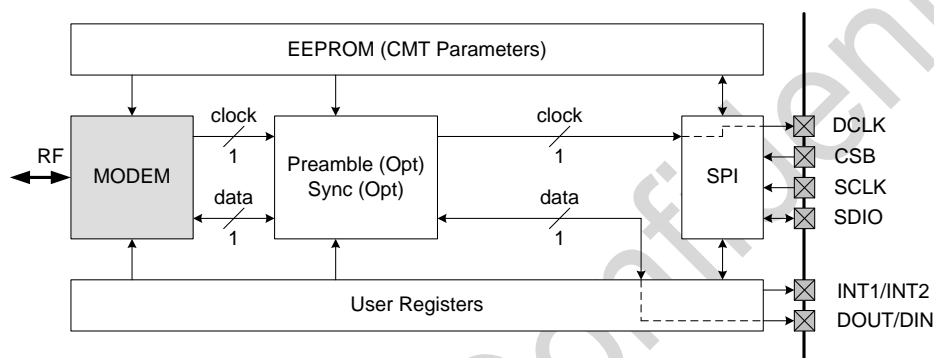 EEPROM (CMT Parameters)
clock
1
clock
1
DCLK
RF
MODEM
Preamble (Opt)
Sync (Opt)
SPI
CSB
SCLK
data
1
data
1
SDIO
User Registers
INT1/INT2
DOUT/DIN